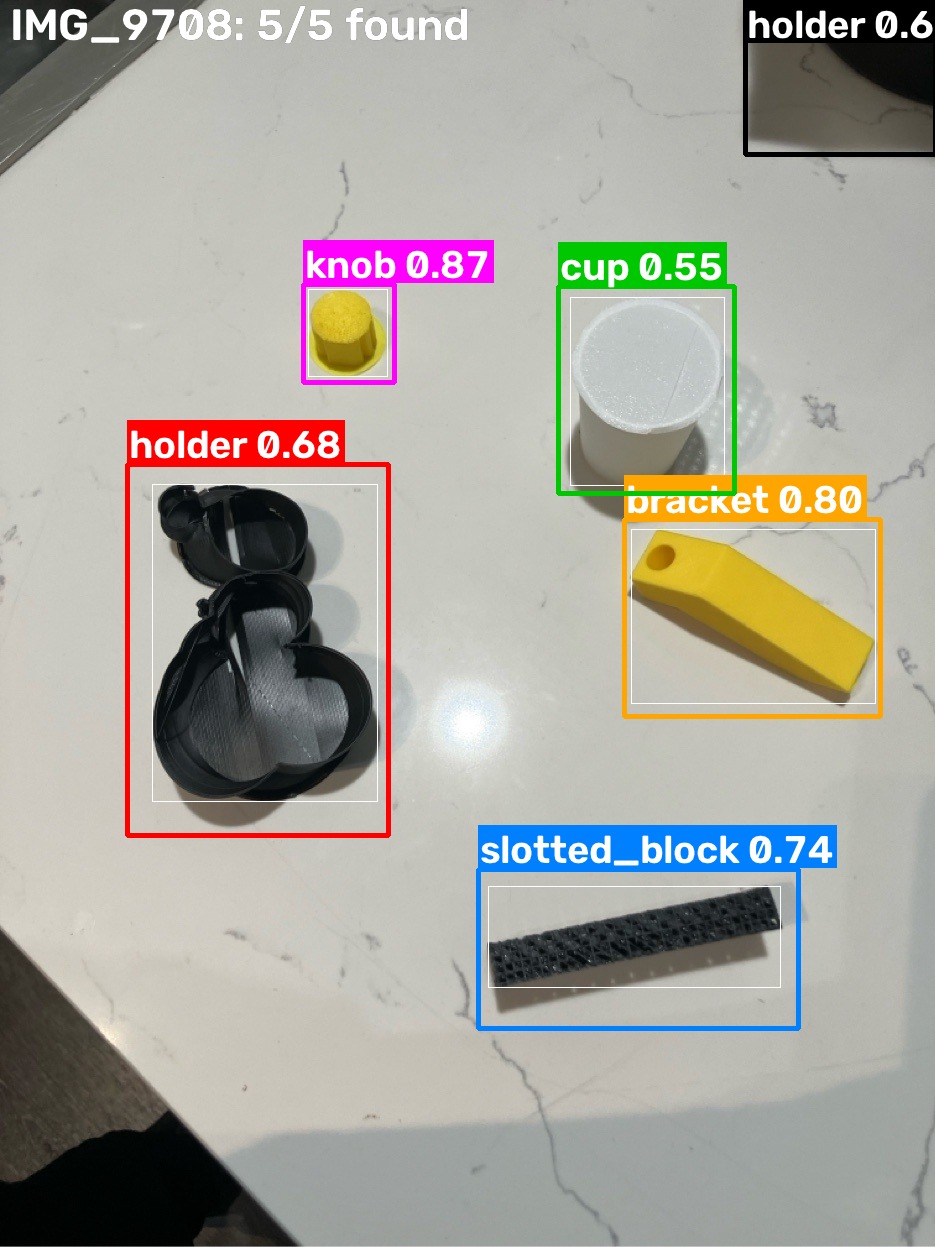 IMG_9708: 5/5 found
holder 0.6
knob 0.87
cup 0.55
holder 0.68
bracket 0.80
slotted_block 0.74